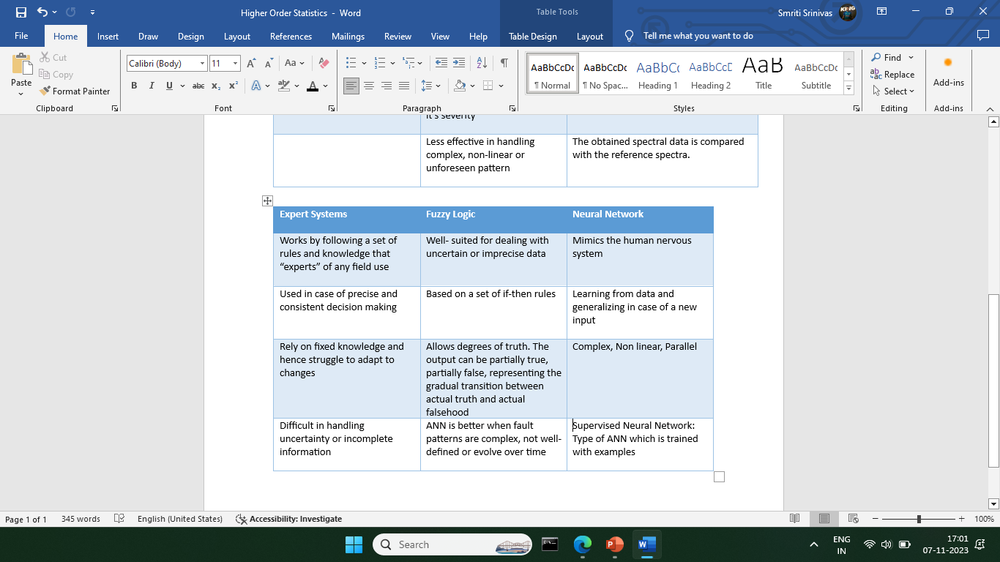 Higher Order Statistics - Word
Table Tools
Smriti Srinivas
File
Home
Insert
Draw
Design
Layout
References
Mailings
Review
View
Help
Table Design
Layout
Tell me what you want to do
Paste
Cut
Copy
Format Painter
Clipboard
Calibri (Body)
11
Font
Paragraph
AaBbCcDc
¶ Normal
AaBbCcDc
¶ No Spac...
AaBbCc
Heading 1
AaBbCcD
Heading 2
AaB
Title
AaBbCcDc
Subtitle
Styles
Find
Replace
Select
Editing
Add-ins
Add-ins
it's severity
Less effective in handling
complex, non-linear or
unforeseen pattern
The obtained spectral data is compared
with the reference spectra.
Expert Systems
Fuzzy Logic
Neural Network
Works by following a set of
rules and knowledge that
“experts” of any field use
Well- suited for dealing with
uncertain or imprecise data
Mimics the human nervous
system
Used in case of precise and
consistent decision making
Based on a set of if-then rules
Learning from data and
generalizing in case of a new
input
Rely on fixed knowledge and
hence struggle to adapt to
changes
Allows degrees of truth. The
output can be partially true,
partially false, representing the
gradual transition between
actual truth and actual
falsehood
Complex, Non linear, Parallel
Difficult in handling
uncertainty or incomplete
information
ANN is better when fault
patterns are complex, not well-
defined or evolve over time
Supervised Neural Network:
Type of ANN which is trained
with examples
Page 1 of 1
345 words
English (United States)
Accessibility: Investigate
100%
Search
ENG
IN
17:01
07-11-2023